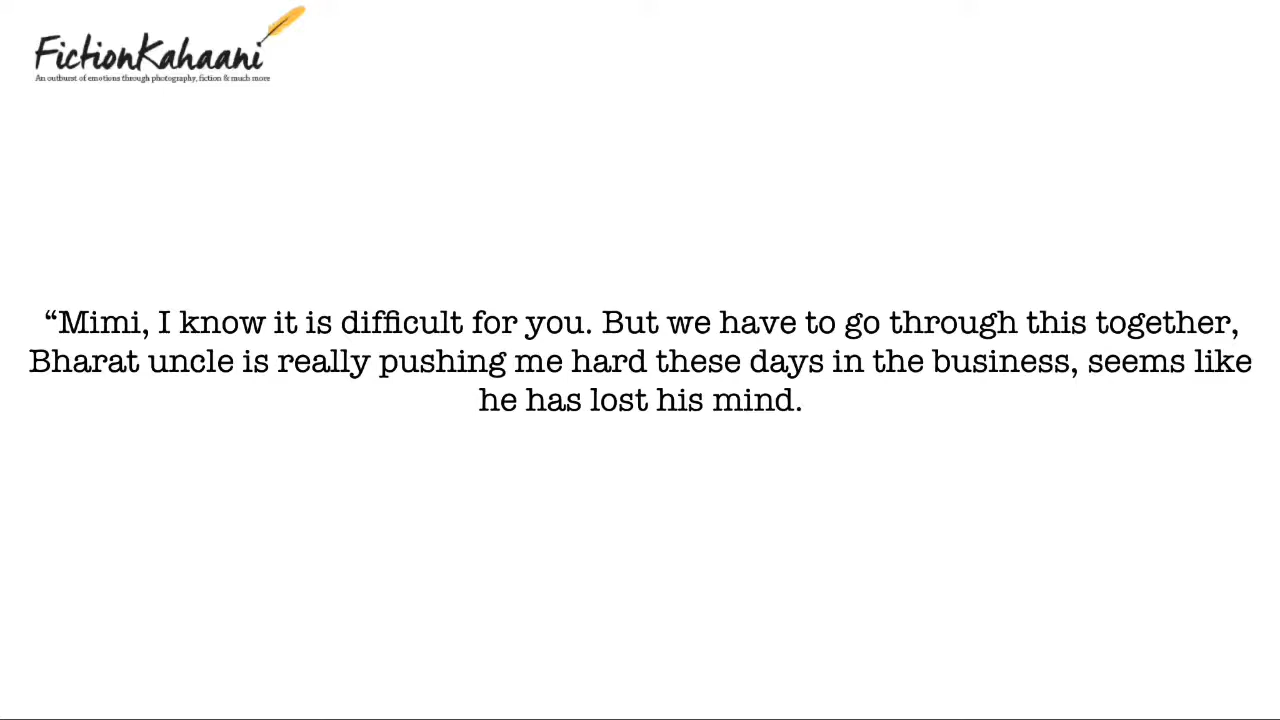 FictionKahaani
An outburst of emotions through photography, fiction & much more
“Mimi, I know it is difficult for you. But we have to go through this together,
Bharat uncle is really pushing me hard these days in the business, seems like
he has lost his mind.